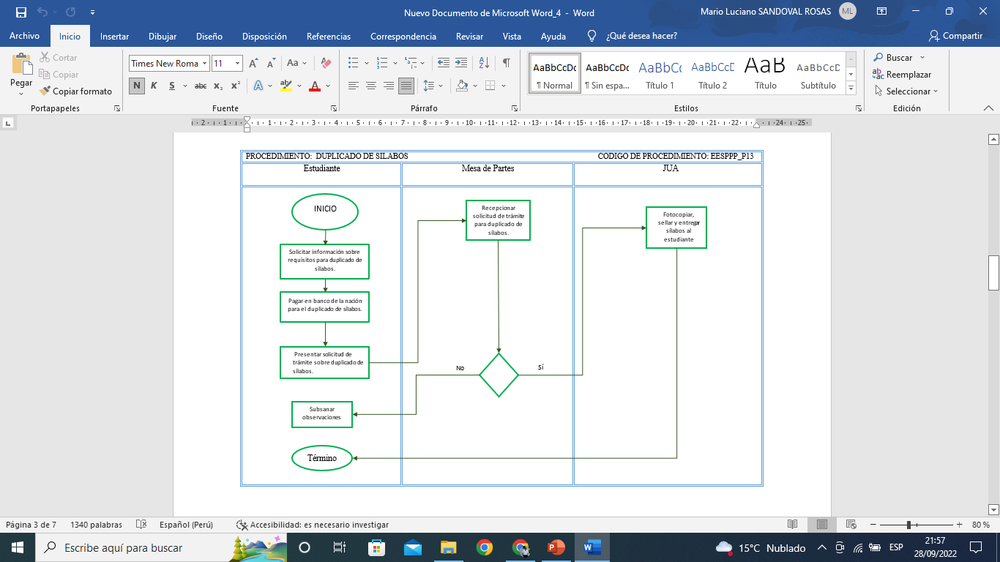 Nuevo Documento de Microsoft Word_4 - Word
Mario Luciano SANDOVAL ROSAS
ML
Archivo
Inicio
Insertar
Dibujar
Diseño
Disposición
Referencias
Correspondencia
Revisar
Vista
Ayuda
¿Qué desea hacer?
Compartir
Pegar
Cortar
Copiar
Copiar formato
Portapapeles
Times New Roma
11
Aa
N K S abc x₂ x²
Fuente
Párrafo
AaBbCcDc
¶ Normal
AaBbCcDc
¶ Sin espa...
AaBbC
Título 1
AaBbCcD
Título 2
AaB
Título
AaBbCcD
Subtítulo
Estilos
Buscar
Reemplazar
Seleccionar
Edición
2 1 1 2 3 4 5 6 7 8 9 10 11 12 13 14 15 16 17 18 19 20 21 22 24 25
PROCEDIMIENTO: DUPLICADO DE SILABOS
CODIGO DE PROCEDIMIENTO: EESPPP_P13
Estudiante
Mesa de Partes
JUA
INICIO
Solicitar información sobre
requisitos para duplicado de
sílabos.
Pagar en banco de la nación
para el duplicado de sílabos.
Presentar solicitud de
trámite sobre duplicado de
sílabos.
Subsanar
observaciones
Término
Recepcionar
solicitud de trámite
para duplicado de
sílabos.
No
Sí
Fotocopiar,
sellar y entregar
sílabos al
estudiante
Página 3 de 7
1340 palabras
Español (Perú)
Accesibilidad: es necesario investigar
80 %
Escribe aquí para buscar
15°C Nublado
ESP
21:57
28/09/2022